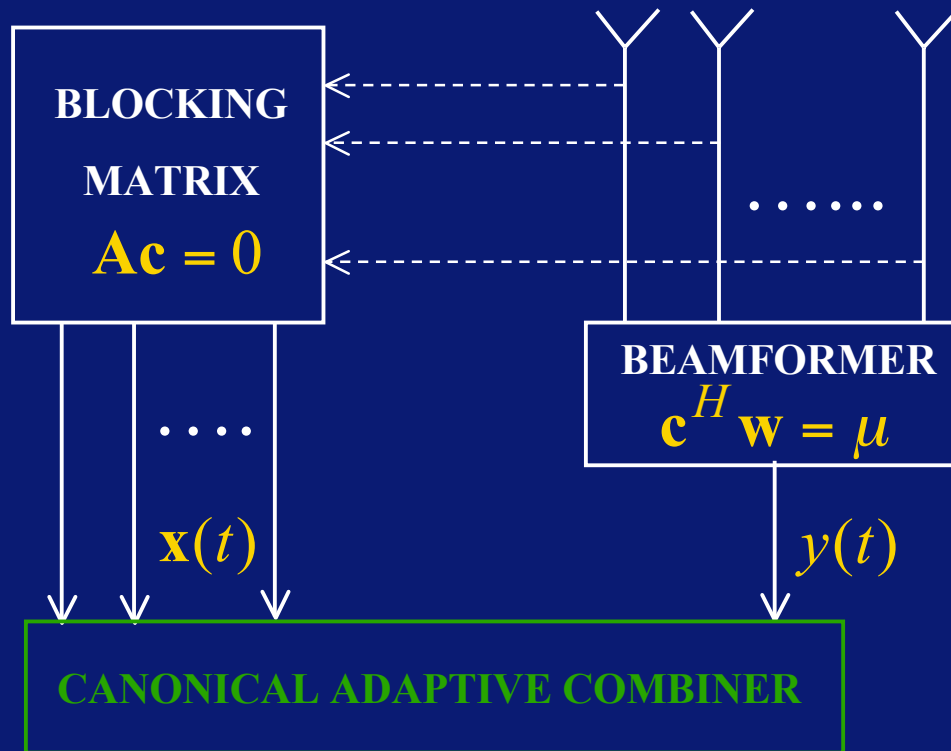 BLOCKING
MATRIX
Ac = 0
......
BEAMFORMER
c^H w = μ
....
x(t)
y(t)
CANONICAL ADAPTIVE COMBINER